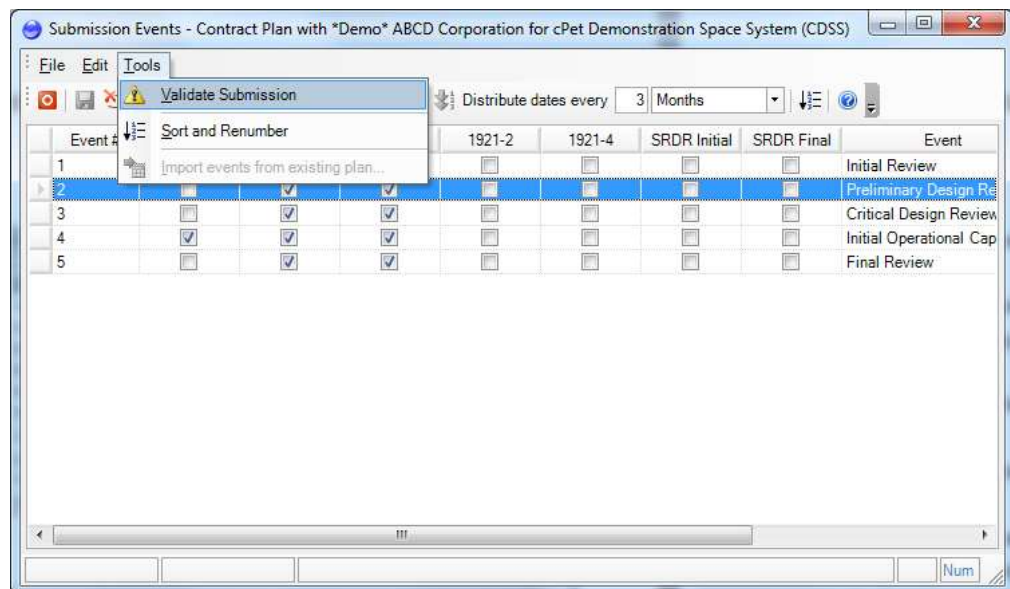 Submission Events - Contract Plan with *Demo* ABCD Corporation for cPet Demonstration Space System (CDSS)
File Edit Tools
Validate Submission
Sort and Renumber
Import events from existing plan...
Distribute dates every 3 Months
Event # 1921-2 1921-4 SRDR Initial SRDR Final Event
1 Initial Review
2 Preliminary Design Re
3 Critical Design Review
4 Initial Operational Cap
5 Final Review
Num